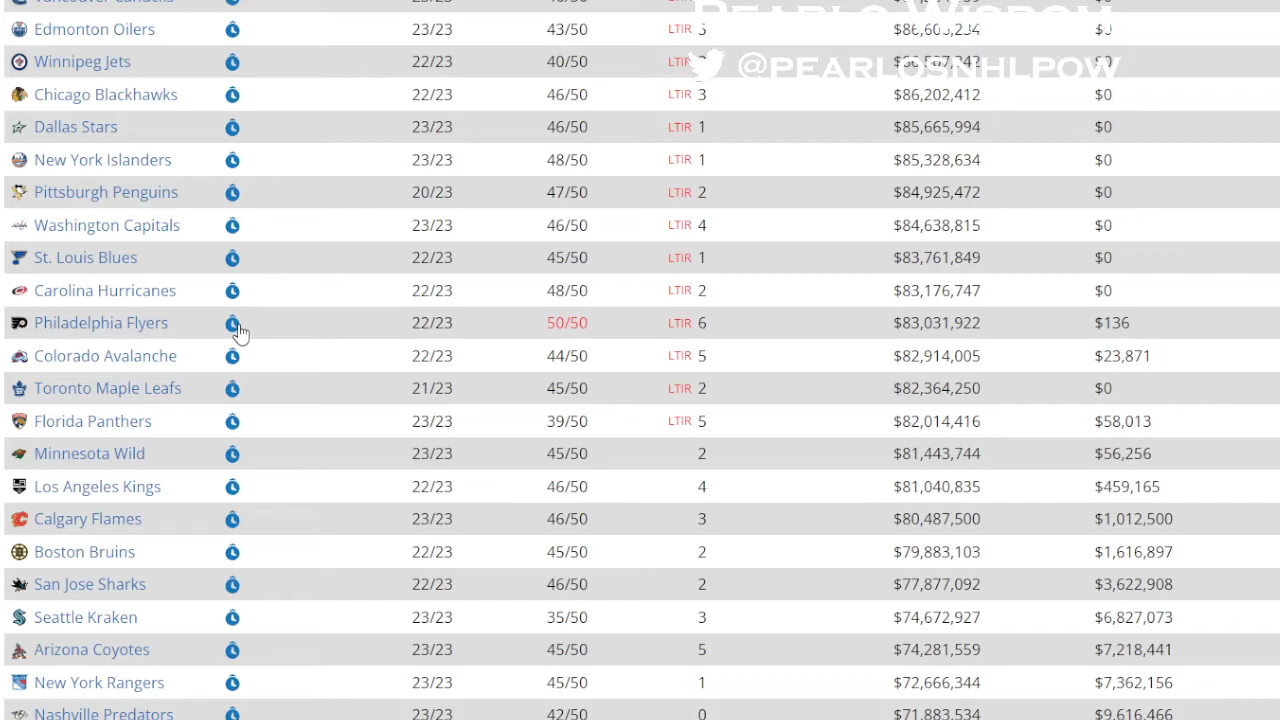 Vancouver Canucks
PEARLOS WISDOM
Edmonton Oilers 23/23 43/50 LTIR 5
@PEARLOSNHLPOW
Winnipeg Jets 22/23 40/50
Chicago Blackhawks 22/23 46/50 LTIR 3 $86,202,412 $0
Dallas Stars 23/23 46/50 LTIR 1 $85,665,994 $0
New York Islanders 23/23 48/50 LTIR 1 $85,328,634 $0
Pittsburgh Penguins 20/23 47/50 LTIR 2 $84,925,472 $0
Washington Capitals 23/23 46/50 LTIR 4 $84,638,815 $0
St. Louis Blues 22/23 45/50 LTIR 1 $83,761,849 $0
Carolina Hurricanes 22/23 48/50 LTIR 2 $83,176,747 $0
Philadelphia Flyers 22/23 50/50 LTIR 6 $83,031,922 $136
Colorado Avalanche 22/23 44/50 LTIR 5 $82,914,005 $23,871
Toronto Maple Leafs 21/23 45/50 LTIR 2 $82,364,250 $0
Florida Panthers 23/23 39/50 LTIR 5 $82,014,416 $58,013
Minnesota Wild 23/23 45/50 2 $81,443,744 $56,256
Los Angeles Kings 22/23 46/50 4 $81,040,835 $459,165
Calgary Flames 23/23 46/50 3 $80,487,500 $1,012,500
Boston Bruins 22/23 45/50 2 $79,883,103 $1,616,897
San Jose Sharks 22/23 46/50 2 $77,877,092 $3,622,908
Seattle Kraken 23/23 35/50 3 $74,672,927 $6,827,073
Arizona Coyotes 23/23 45/50 5 $74,281,559 $7,218,441
New York Rangers 23/23 45/50 1 $72,666,344 $7,362,156
Nashville Predators 23/23 42/50 0 $71,883,534 $9,616,466